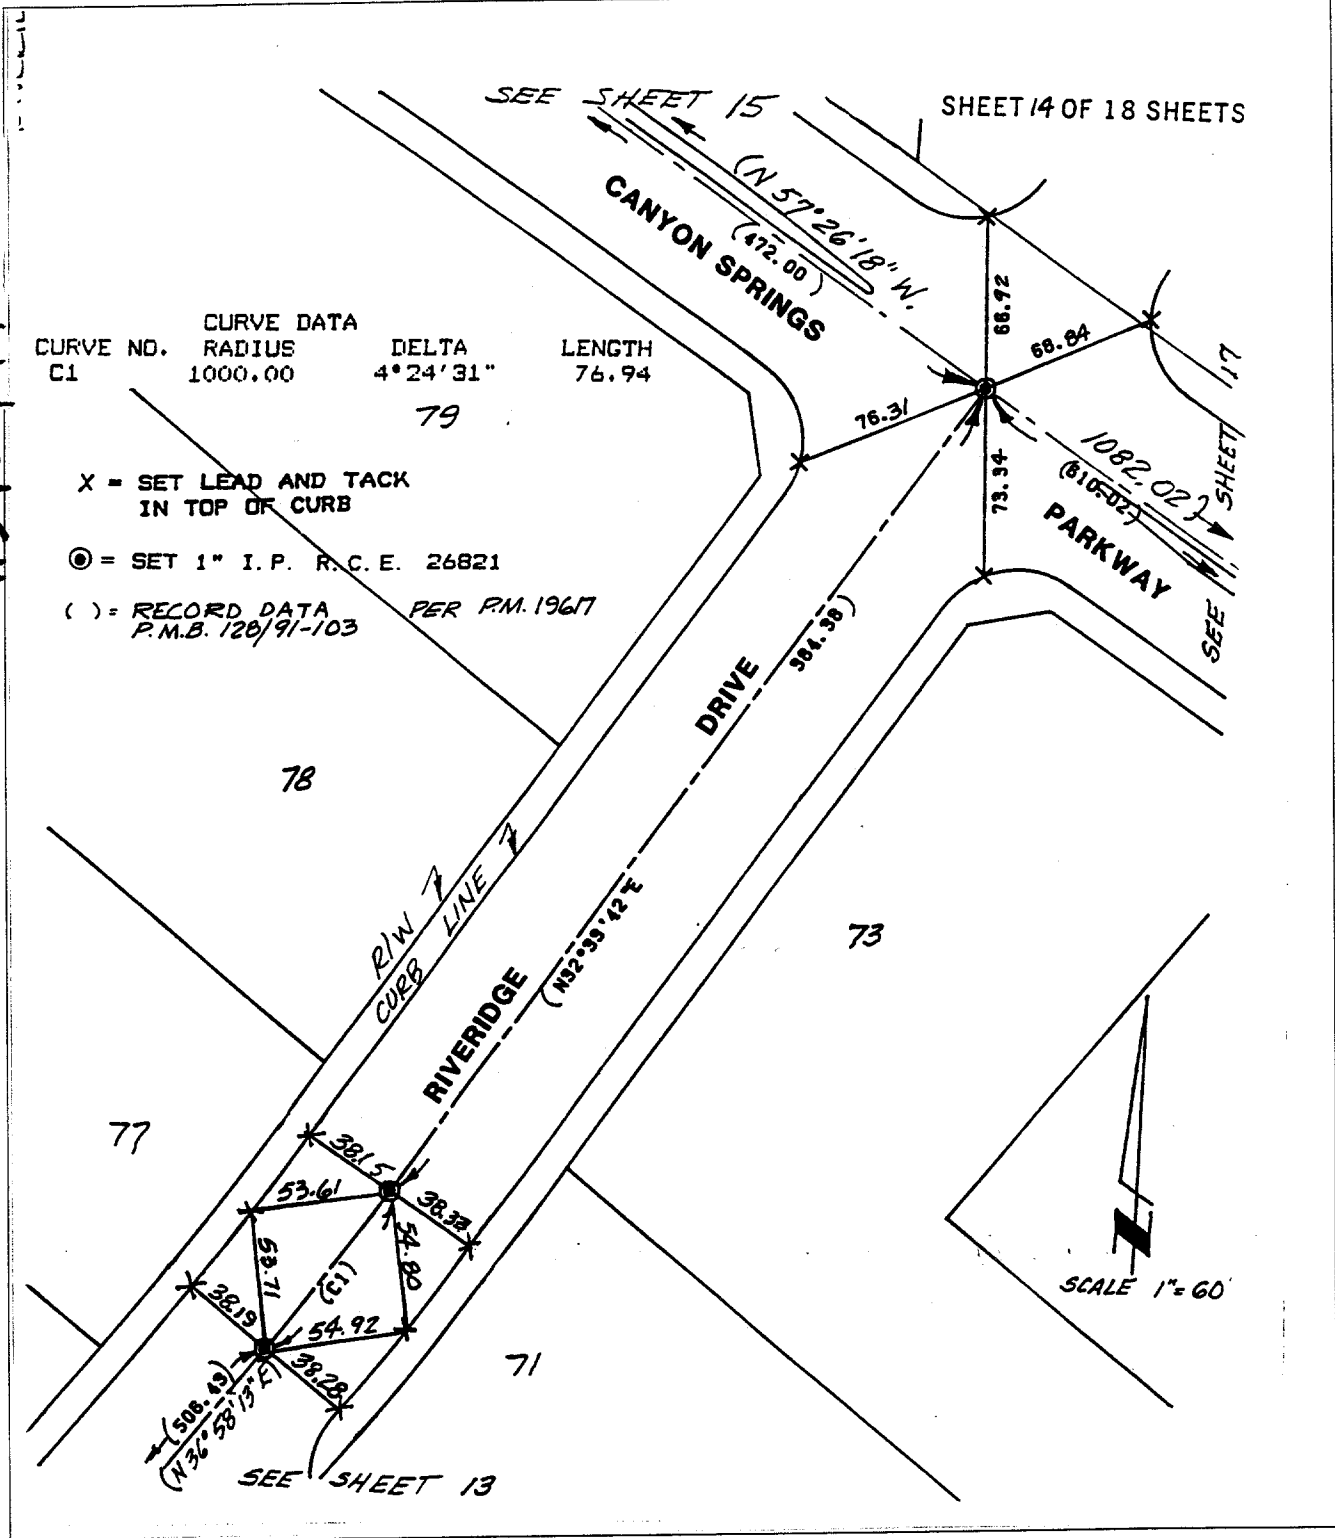 SEE SHEET 15
SHEET 14 OF 18 SHEETS
(N 57°26'18" W.
(472.00)
CANYON SPRINGS
66.92
68.84
76.31
73.34
1082.02)
(610.02)
PARKWAY
SEE SHEET 17
CURVE DATA
CURVE NO. RADIUS DELTA LENGTH
C1 1000.00 4°24'31" 76.94
79
X = SET LEAD AND TACK
IN TOP OF CURB
= SET 1" I.P. R.C.E. 26821
( ) = RECORD DATA PER P.M. 19617
P.M.B. 128/91-103
(384.38)
DRIVE
78
R/W
CURB LINE
(N32°33'42"E
RIVERIDGE
73
77
38.15
53.61
38.33
53.71
54.80
(C1)
38.19
54.92
38.28
71
(508.43)
(N 36°58'13" E)
SEE SHEET 13
SCALE 1"=60'